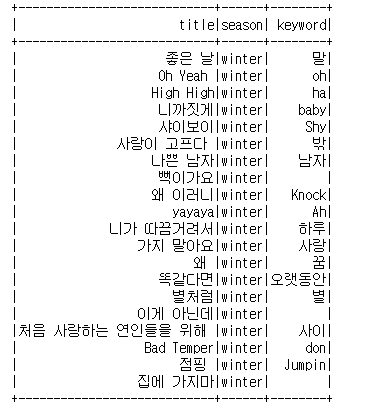 title|season| keyword|
좋은 날|winter| 말|
Oh Yeah |winter| oh|
High High|winter| ha|
니까짓게|winter| baby|
샤이보이|winter| Shy|
사랑이 고프다 |winter| 밖|
나쁜 남자|winter| 남자|
빽이가요|winter| |
왜 이러니|winter| Knock|
yayaya|winter| Ah|
니가 따끔거려서|winter| 하루|
가지 말아요|winter| 사랑|
왜 |winter| 꿈|
똑같다면|winter|오랫동안|
별처럼|winter| 별|
이게 아닌데|winter| |
|처음 사랑하는 연인들을 위해 |winter| 사이|
Bad Temper|winter| don|
점핑 |winter| Jumpin|
집에 가지마|winter| |